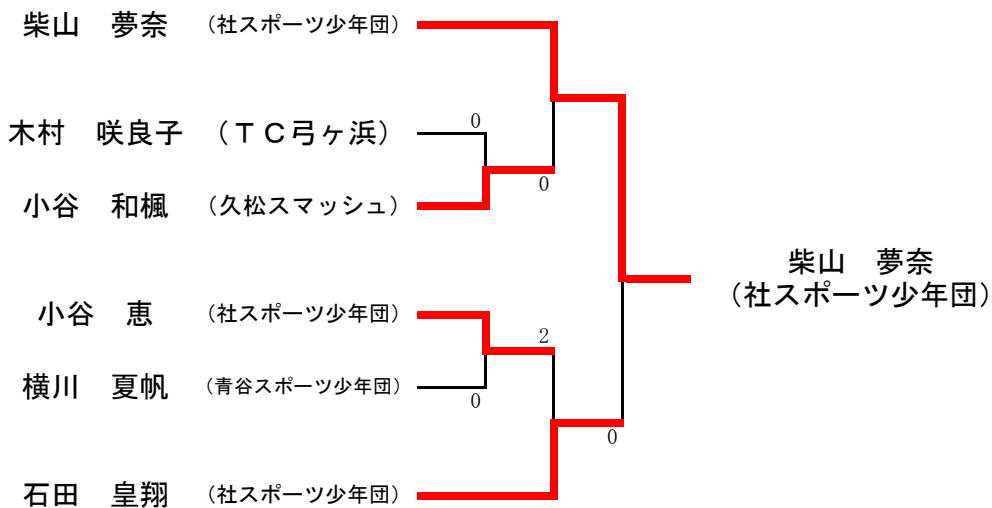 柴山　夢奈　（社スポーツ少年団）
0
木村　咲良子　（ＴＣ弓ヶ浜）
0
小谷　和楓　（久松スマッシュ）
柴山　夢奈
（社スポーツ少年団）
小谷　恵　（社スポーツ少年団）
2
横川　夏帆　（青谷スポーツ少年団）
0
0
石田　皇翔　（社スポーツ少年団）